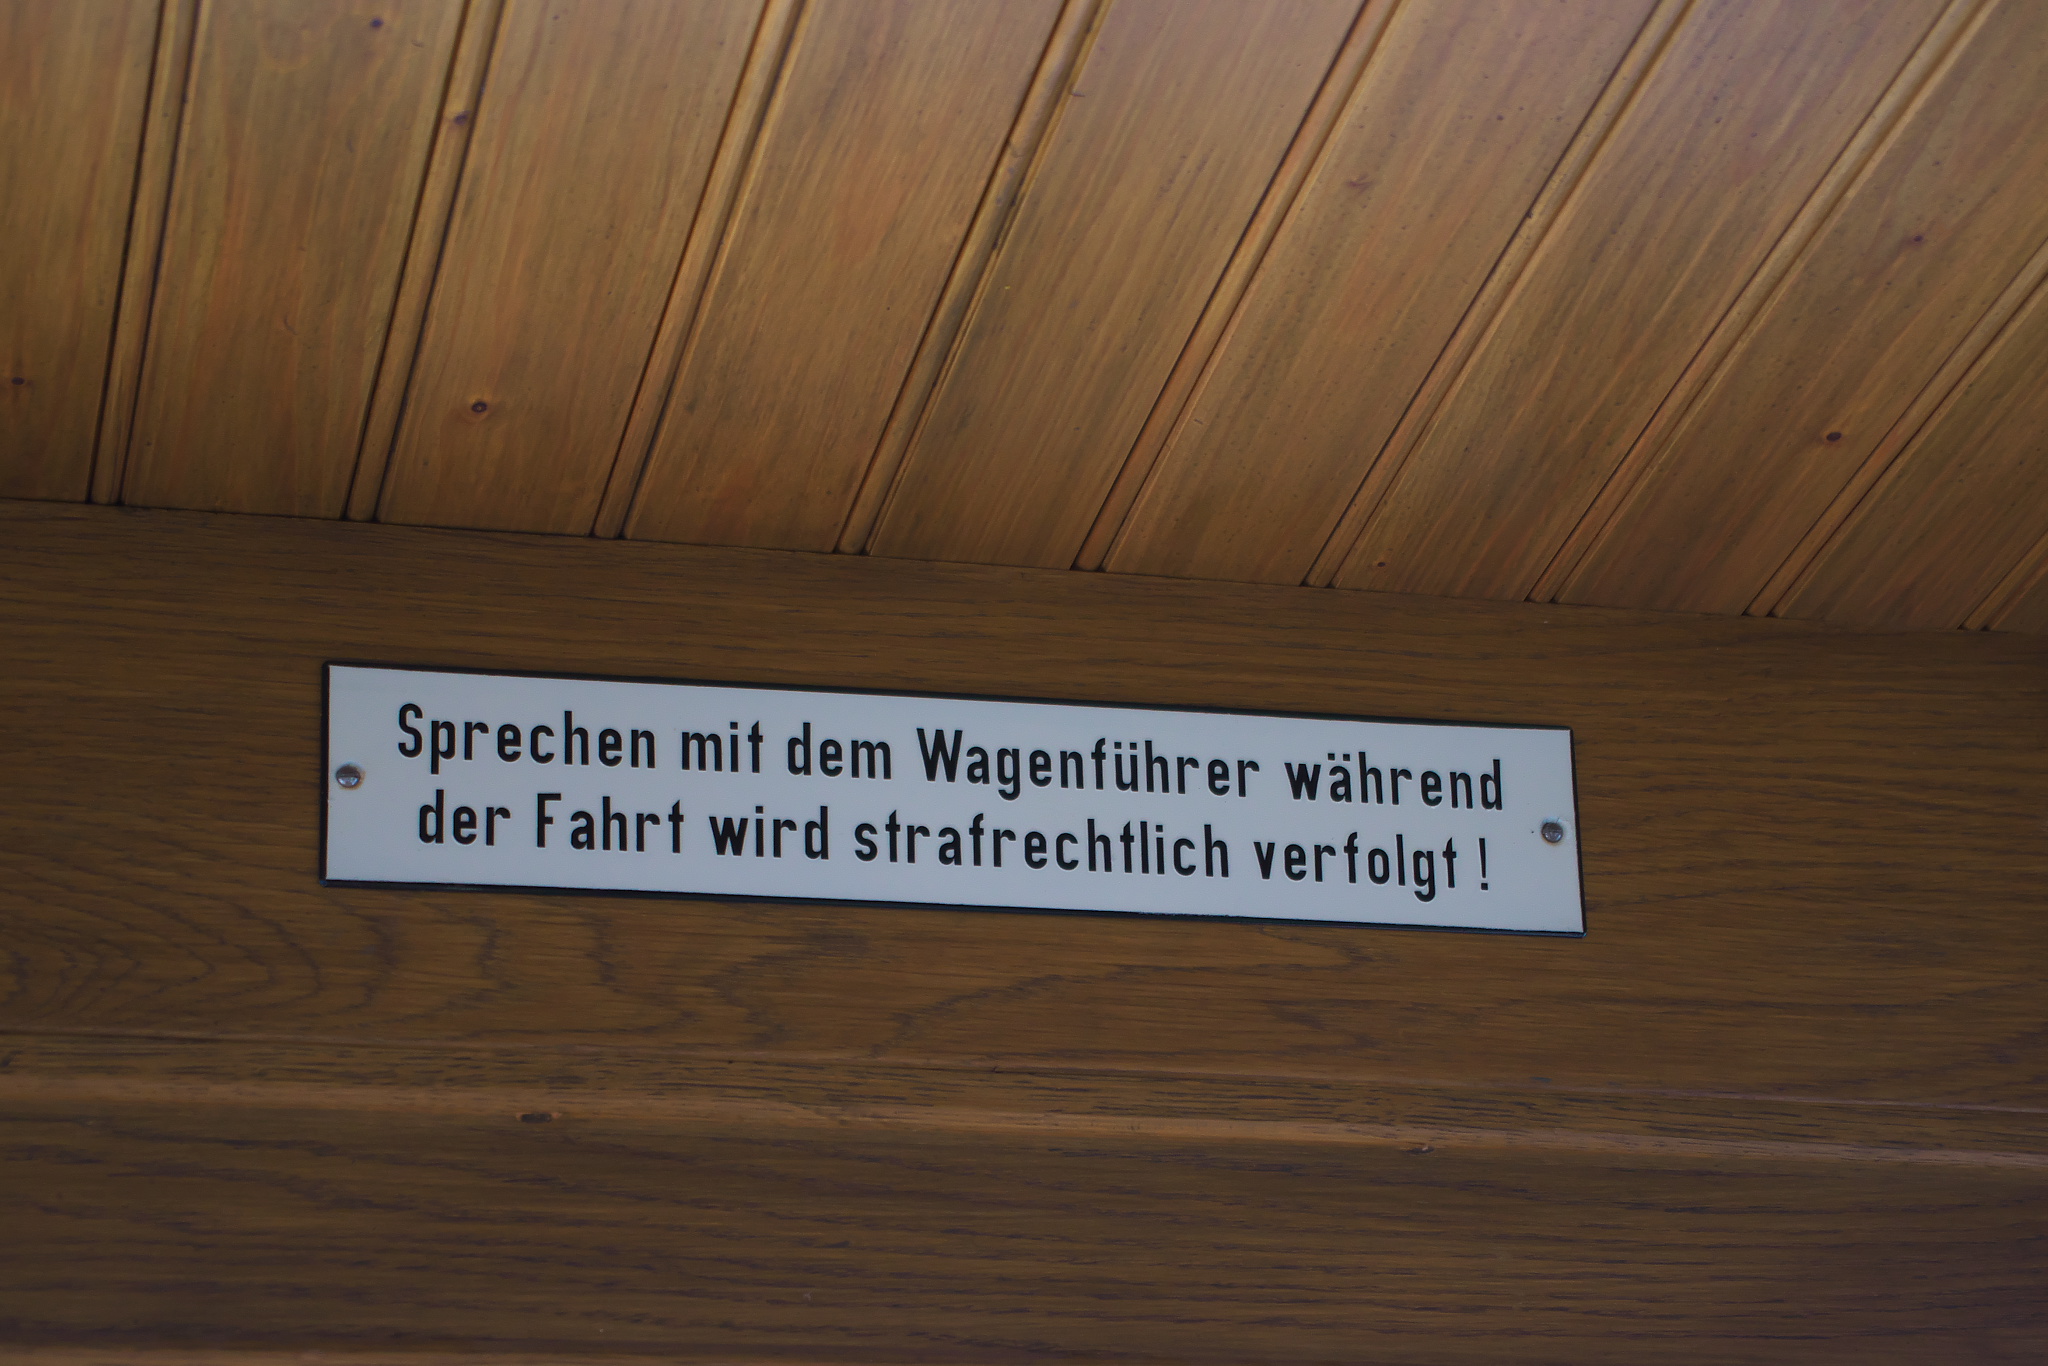 Sprechen mit dem Wagenführer während
der Fahrt wird strafrechtlich verfolgt !